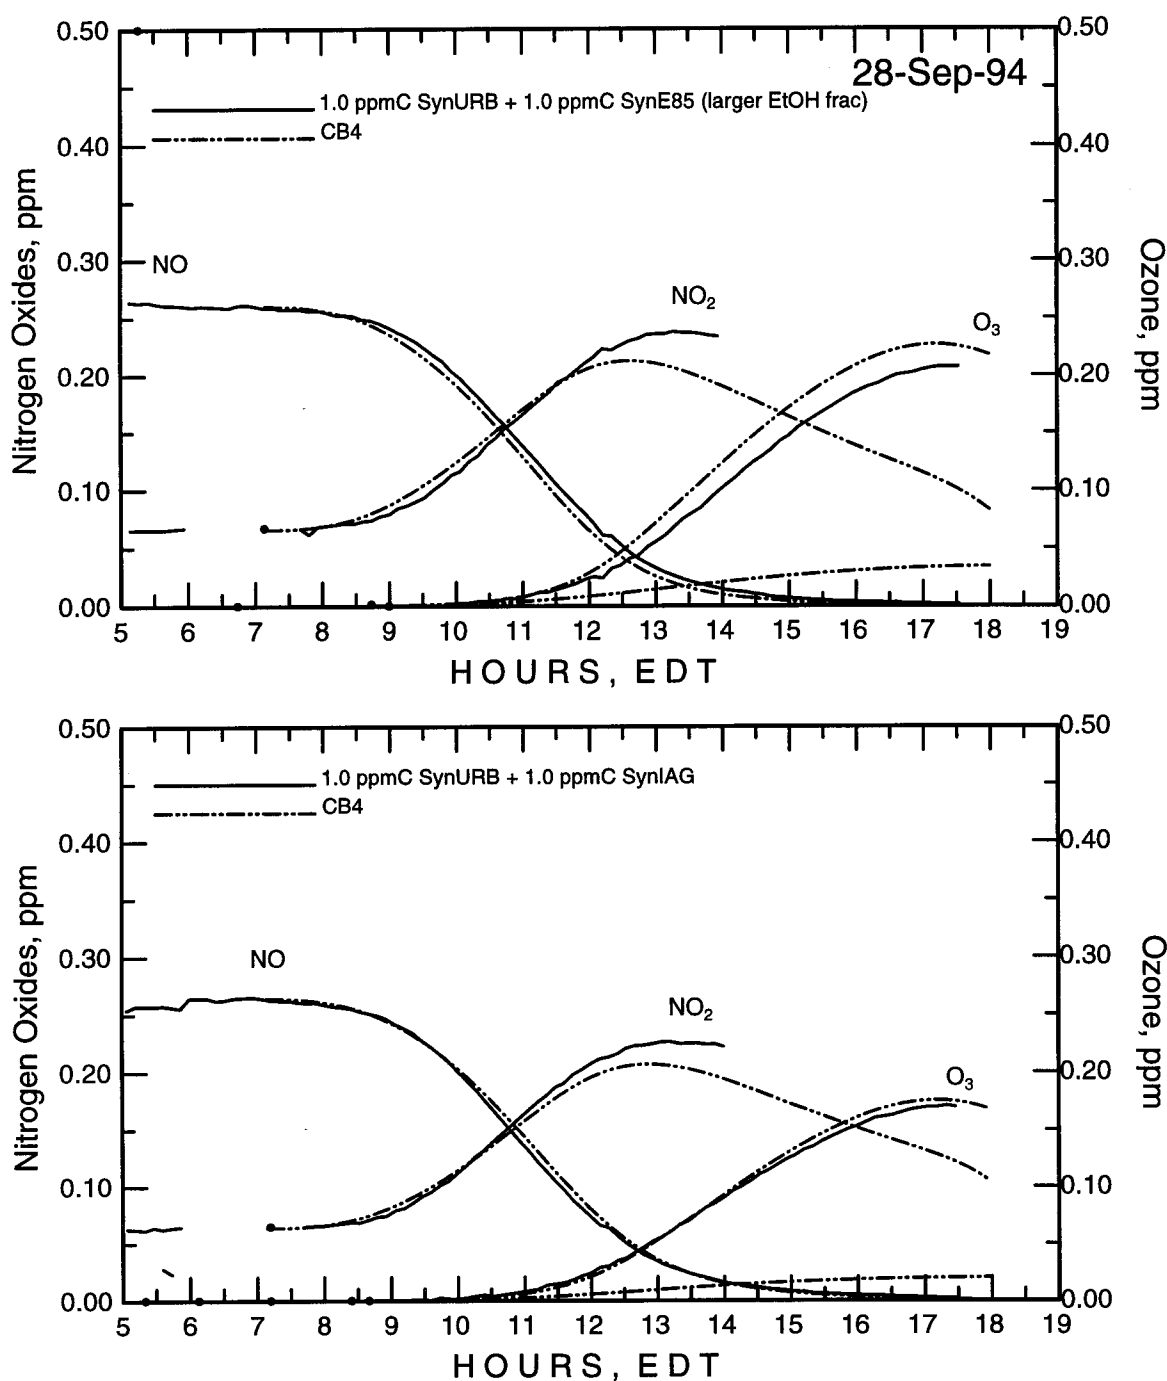 28-Sep-94
1.0 ppmC SynURB + 1.0 ppmC SynE85 (larger EtOH frac)
CB4
Nitrogen Oxides, ppm
Ozone, ppm
0.50
0.40
0.30
0.20
0.10
0.00
0.50
0.40
0.30
0.20
0.10
0.00
NO
NO₂
O₃
5 6 7 8 9 10 11 12 13 14 15 16 17 18 19
HOURS, EDT
1.0 ppmC SynURB + 1.0 ppmC SynIAG
CB4
Nitrogen Oxides, ppm
Ozone, ppm
0.50
0.40
0.30
0.20
0.10
0.00
0.50
0.40
0.30
0.20
0.10
0.00
NO
NO₂
O₃
5 6 7 8 9 10 11 12 13 14 15 16 17 18 19
HOURS, EDT